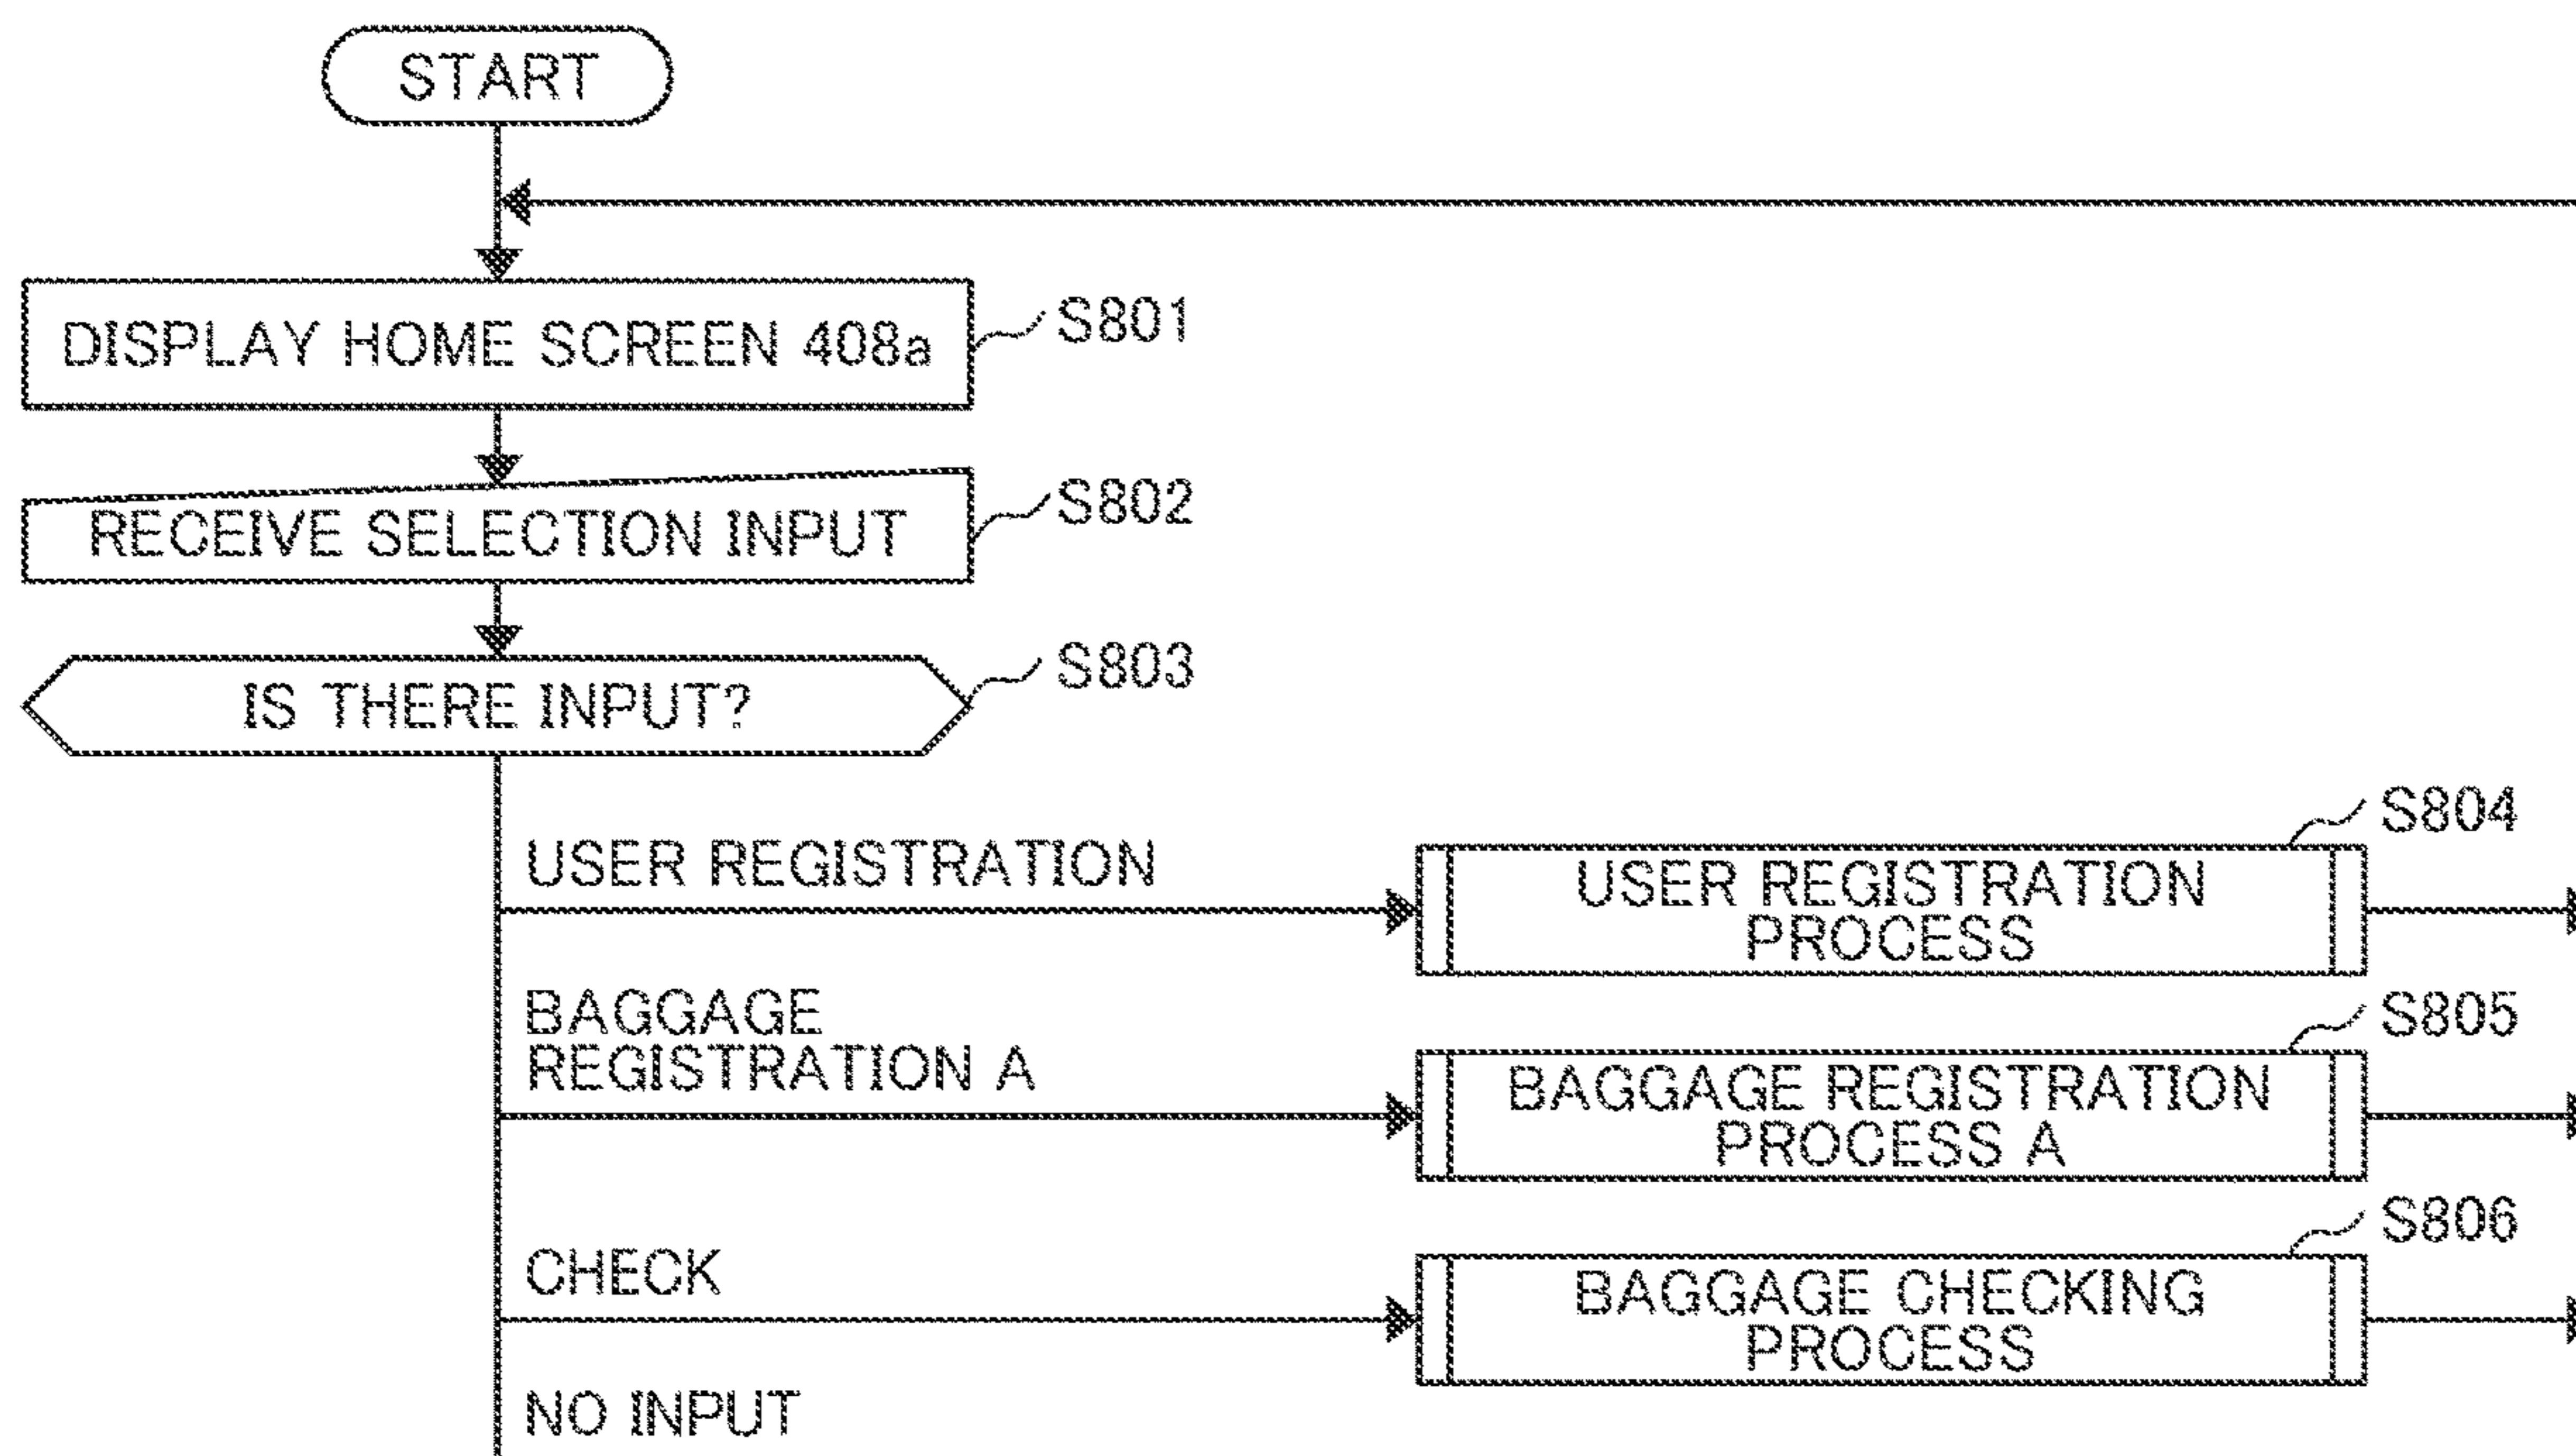 START
DISPLAY HOME SCREEN 408a
S801
RECEIVE SELECTION INPUT
S802
IS THERE INPUT?
S803
USER REGISTRATION
USER REGISTRATION
PROCESS
S804
BAGGAGE
REGISTRATION A
BAGGAGE REGISTRATION
PROCESS A
S805
CHECK
BAGGAGE CHECKING
PROCESS
S806
NO INPUT